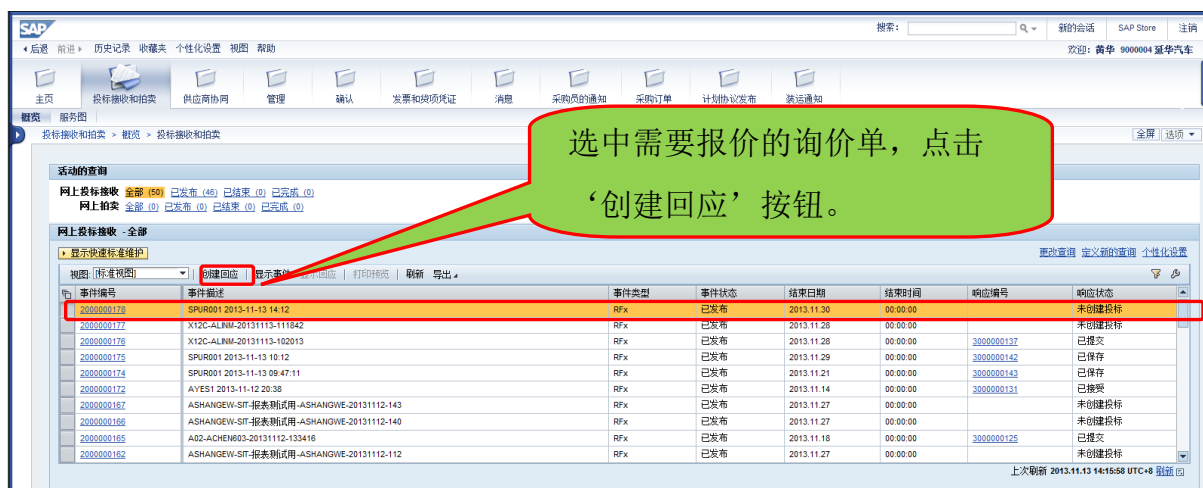 SAP 搜索: 新的会话 SAP Store 注销
后退 前进 历史记录 收藏夹 个性化设置 视图 帮助 欢迎: 黄华 9000004 延华汽车
主页 投标接收和拍卖 供应商协同 管理 确认 发票和贷项凭证 消息 采购员的通知 采购订单 计划协议发布 装运通知
概览 服务图
投标接收和拍卖 > 概览 > 投标接收和拍卖 全屏 选项
选中需要报价的询价单，点击
‘创建回应’按钮。
活动的查询
网上投标接收 全部 (50) 已发布 (46) 已结束 (0) 已完成 (0)
网上拍卖 全部 (0) 已发布 (0) 已结束 (0) 已完成 (0)
网上投标接收 - 全部
显示快速标准维护 更改查询 定义新的查询 个性化设置
视图: [标准视图] 创建回应 显示事件 显示回应 打印预览 刷新 导出
事件编号 事件描述 事件类型 事件状态 结束日期 结束时间 响应编号 响应状态
2000000178 SPUR001 2013-11-13 14:12 RFx 已发布 2013.11.30 00:00:00 未创建投标
2000000177 X12C-ALINM-20131113-111842 RFx 已发布 2013.11.28 00:00:00 未创建投标
2000000176 X12C-ALINM-20131113-102013 RFx 已发布 2013.11.28 00:00:00 3000000137 已提交
2000000175 SPUR001 2013-11-13 10:12 RFx 已发布 2013.11.29 00:00:00 3000000142 已保存
2000000174 SPUR001 2013-11-13 09:47:11 RFx 已发布 2013.11.21 00:00:00 3000000143 已保存
2000000172 AYES1 2013-11-12 20:38 RFx 已发布 2013.11.14 00:00:00 3000000131 已接受
2000000167 ASHANGEW-SIT-报表测试用-ASHANGWE-20131112-143 RFx 已发布 2013.11.27 00:00:00 未创建投标
2000000166 ASHANGEW-SIT-报表测试用-ASHANGWE-20131112-140 RFx 已发布 2013.11.27 00:00:00 未创建投标
2000000165 A02-ACHEN603-20131112-133416 RFx 已发布 2013.11.18 00:00:00 3000000125 已提交
2000000162 ASHANGEW-SIT-报表测试用-ASHANGWE-20131112-112 RFx 已发布 2013.11.27 00:00:00 未创建投标
上次刷新 2013.11.13 14:15:58 UTC+8 刷新